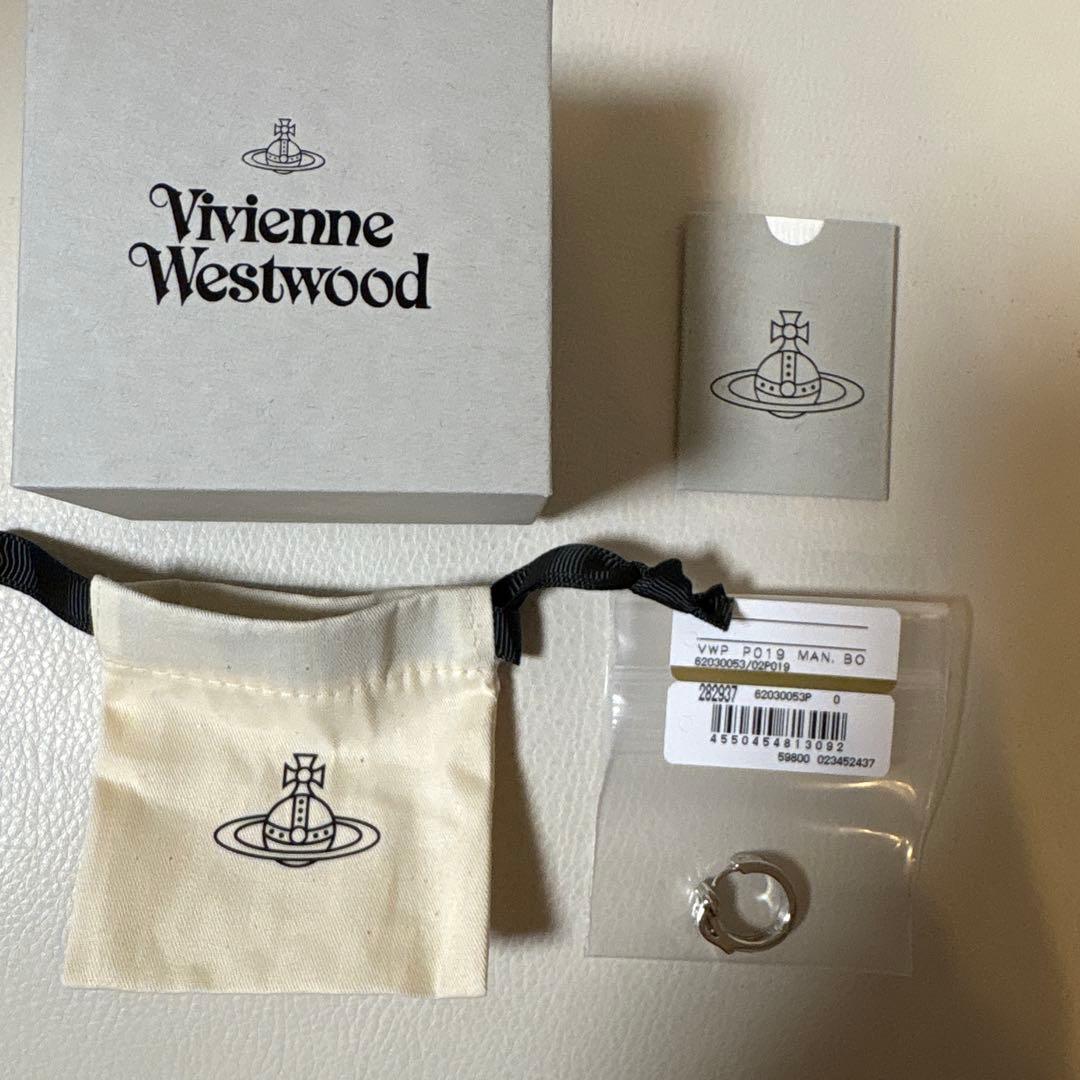 Vivienne
Westwood
VWP P019 MAN. BO
62030053/02P019
282937 62030053P 0
4550454813092
59800 023452437